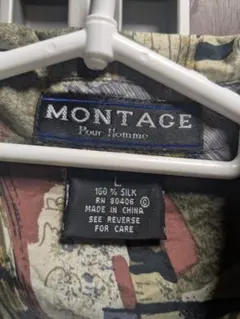 MONTAGE
Pour Homme
L
100 % SILK
RN 80406 ©
MADE IN CHINA
SEE REVERSE
FOR CARE